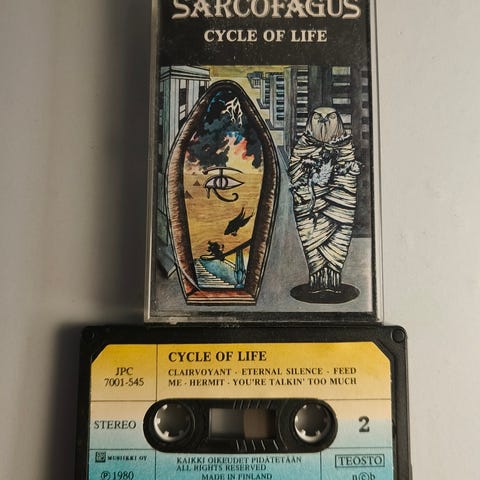 SARCOFAGUS
CYCLE OF LIFE
CYCLE OF LIFE
JPC
7001-545
CLAIRVOYANT - ETERNAL SILENCE - FEED
ME - HERMIT - YOU'RE TALKIN' TOO MUCH
STEREO
2
MUSIIKKI OY
℗ 1980
KAIKKI OIKEUDET PIDÄTETÄÄN
ALL RIGHTS RESERVED
MADE IN FINLAND
TEOSTO
n©b